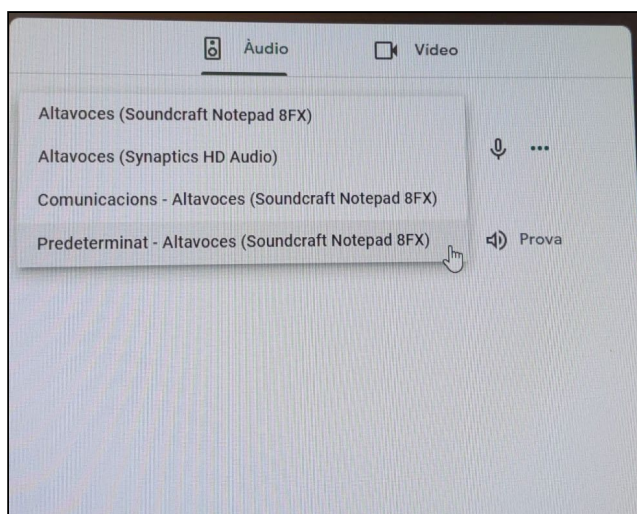 Àudio
Vídeo
Altavoces (Soundcraft Notepad 8FX)
Altavoces (Synaptics HD Audio)
Comunicacions - Altavoces (Soundcraft Notepad 8FX)
Predeterminat - Altavoces (Soundcraft Notepad 8FX)
Prova